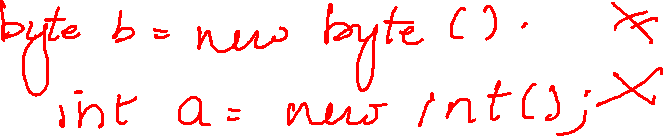 byte b = new byte ().
int a = new int();